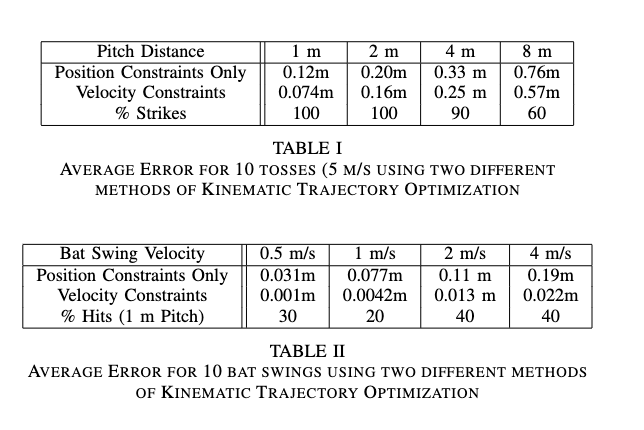 Pitch Distance 1 m 2 m 4 m 8 m
Position Constraints Only 0.12m 0.20m 0.33 m 0.76m
Velocity Constraints 0.074m 0.16m 0.25 m 0.57m
% Strikes 100 100 90 60
TABLE I
AVERAGE ERROR FOR 10 TOSSES (5 M/S USING TWO DIFFERENT
METHODS OF KINEMATIC TRAJECTORY OPTIMIZATION
Bat Swing Velocity 0.5 m/s 1 m/s 2 m/s 4 m/s
Position Constraints Only 0.031m 0.077m 0.11 m 0.19m
Velocity Constraints 0.001m 0.0042m 0.013 m 0.022m
% Hits (1 m Pitch) 30 20 40 40
TABLE II
AVERAGE ERROR FOR 10 BAT SWINGS USING TWO DIFFERENT METHODS
OF KINEMATIC TRAJECTORY OPTIMIZATION